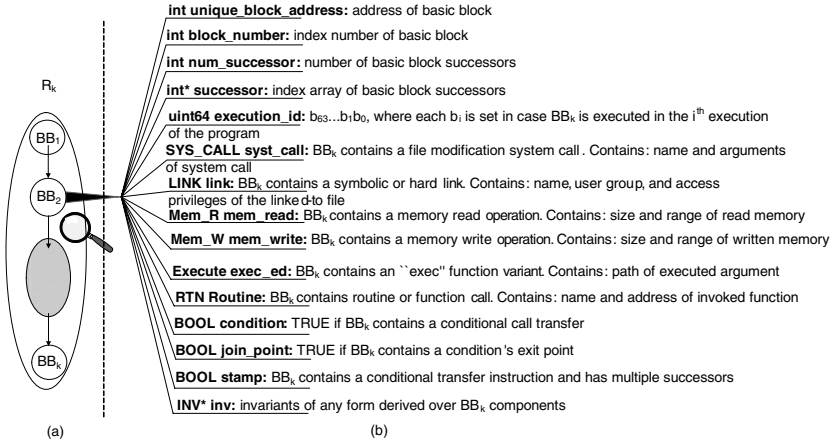 int unique_block_address: address of basic block
int block_number: index number of basic block
int num_successor: number of basic block successors
int* successor: index array of basic block successors
uint64 execution_id: b63...b1b0, where each bi is set in case BBk is executed in the ith execution
of the program
SYS_CALL syst_call: BBk contains a file modification system call. Contains: name and arguments
of system call
LINK link: BBk contains a symbolic or hard link. Contains: name, user group, and access
privileges of the linked-to file
Mem_R mem_read: BBk contains a memory read operation. Contains: size and range of read memory
Mem_W mem_write: BBk contains a memory write operation. Contains: size and range of written memory
Execute exec_ed: BBk contains an ``exec'' function variant. Contains: path of executed argument
RTN Routine: BBk contains routine or function call. Contains: name and address of invoked function
BOOL condition: TRUE if BBk contains a conditional call transfer
BOOL join_point: TRUE if BBk contains a condition's exit point
BOOL stamp: BBk contains a conditional transfer instruction and has multiple successors
INV* inv: invariants of any form derived over BBk components
Rk
BB1
BB2
BBk
(a)
(b)